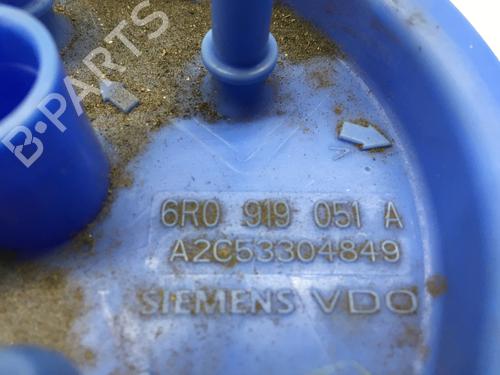 B-PARTS
6R0 919 051 A
A2C53304849
SIEMENS VDO